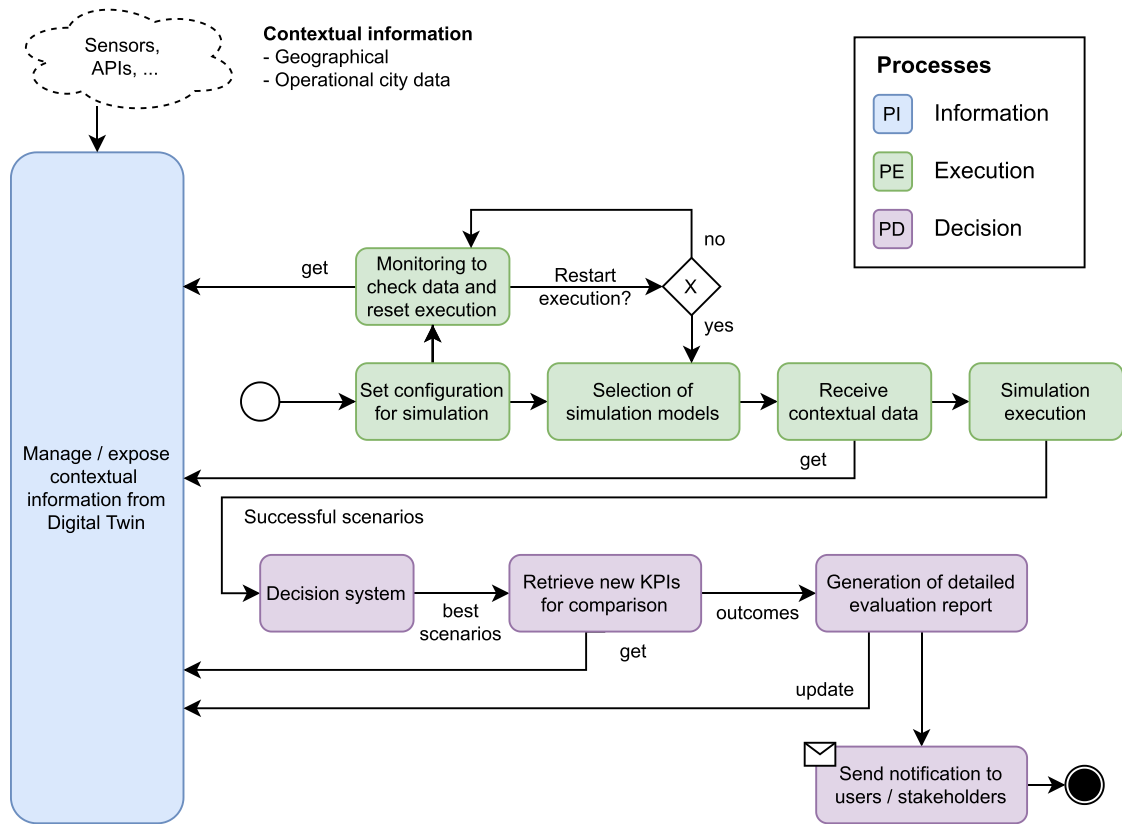 Sensors,
APIs, ...
Contextual information
- Geographical
- Operational city data
Processes
PI Information
PE Execution
PD Decision
no
get
Monitoring to
check data and
reset execution
Restart
execution?
X
yes
Set configuration
for simulation
Selection of
simulation models
Receive
contextual data
Simulation
execution
get
Manage / expose
contextual
information from
Digital Twin
Successful scenarios
Decision system
best
scenarios
Retrieve new KPIs
for comparison
outcomes
Generation of detailed
evaluation report
get
update
Send notification to
users / stakeholders